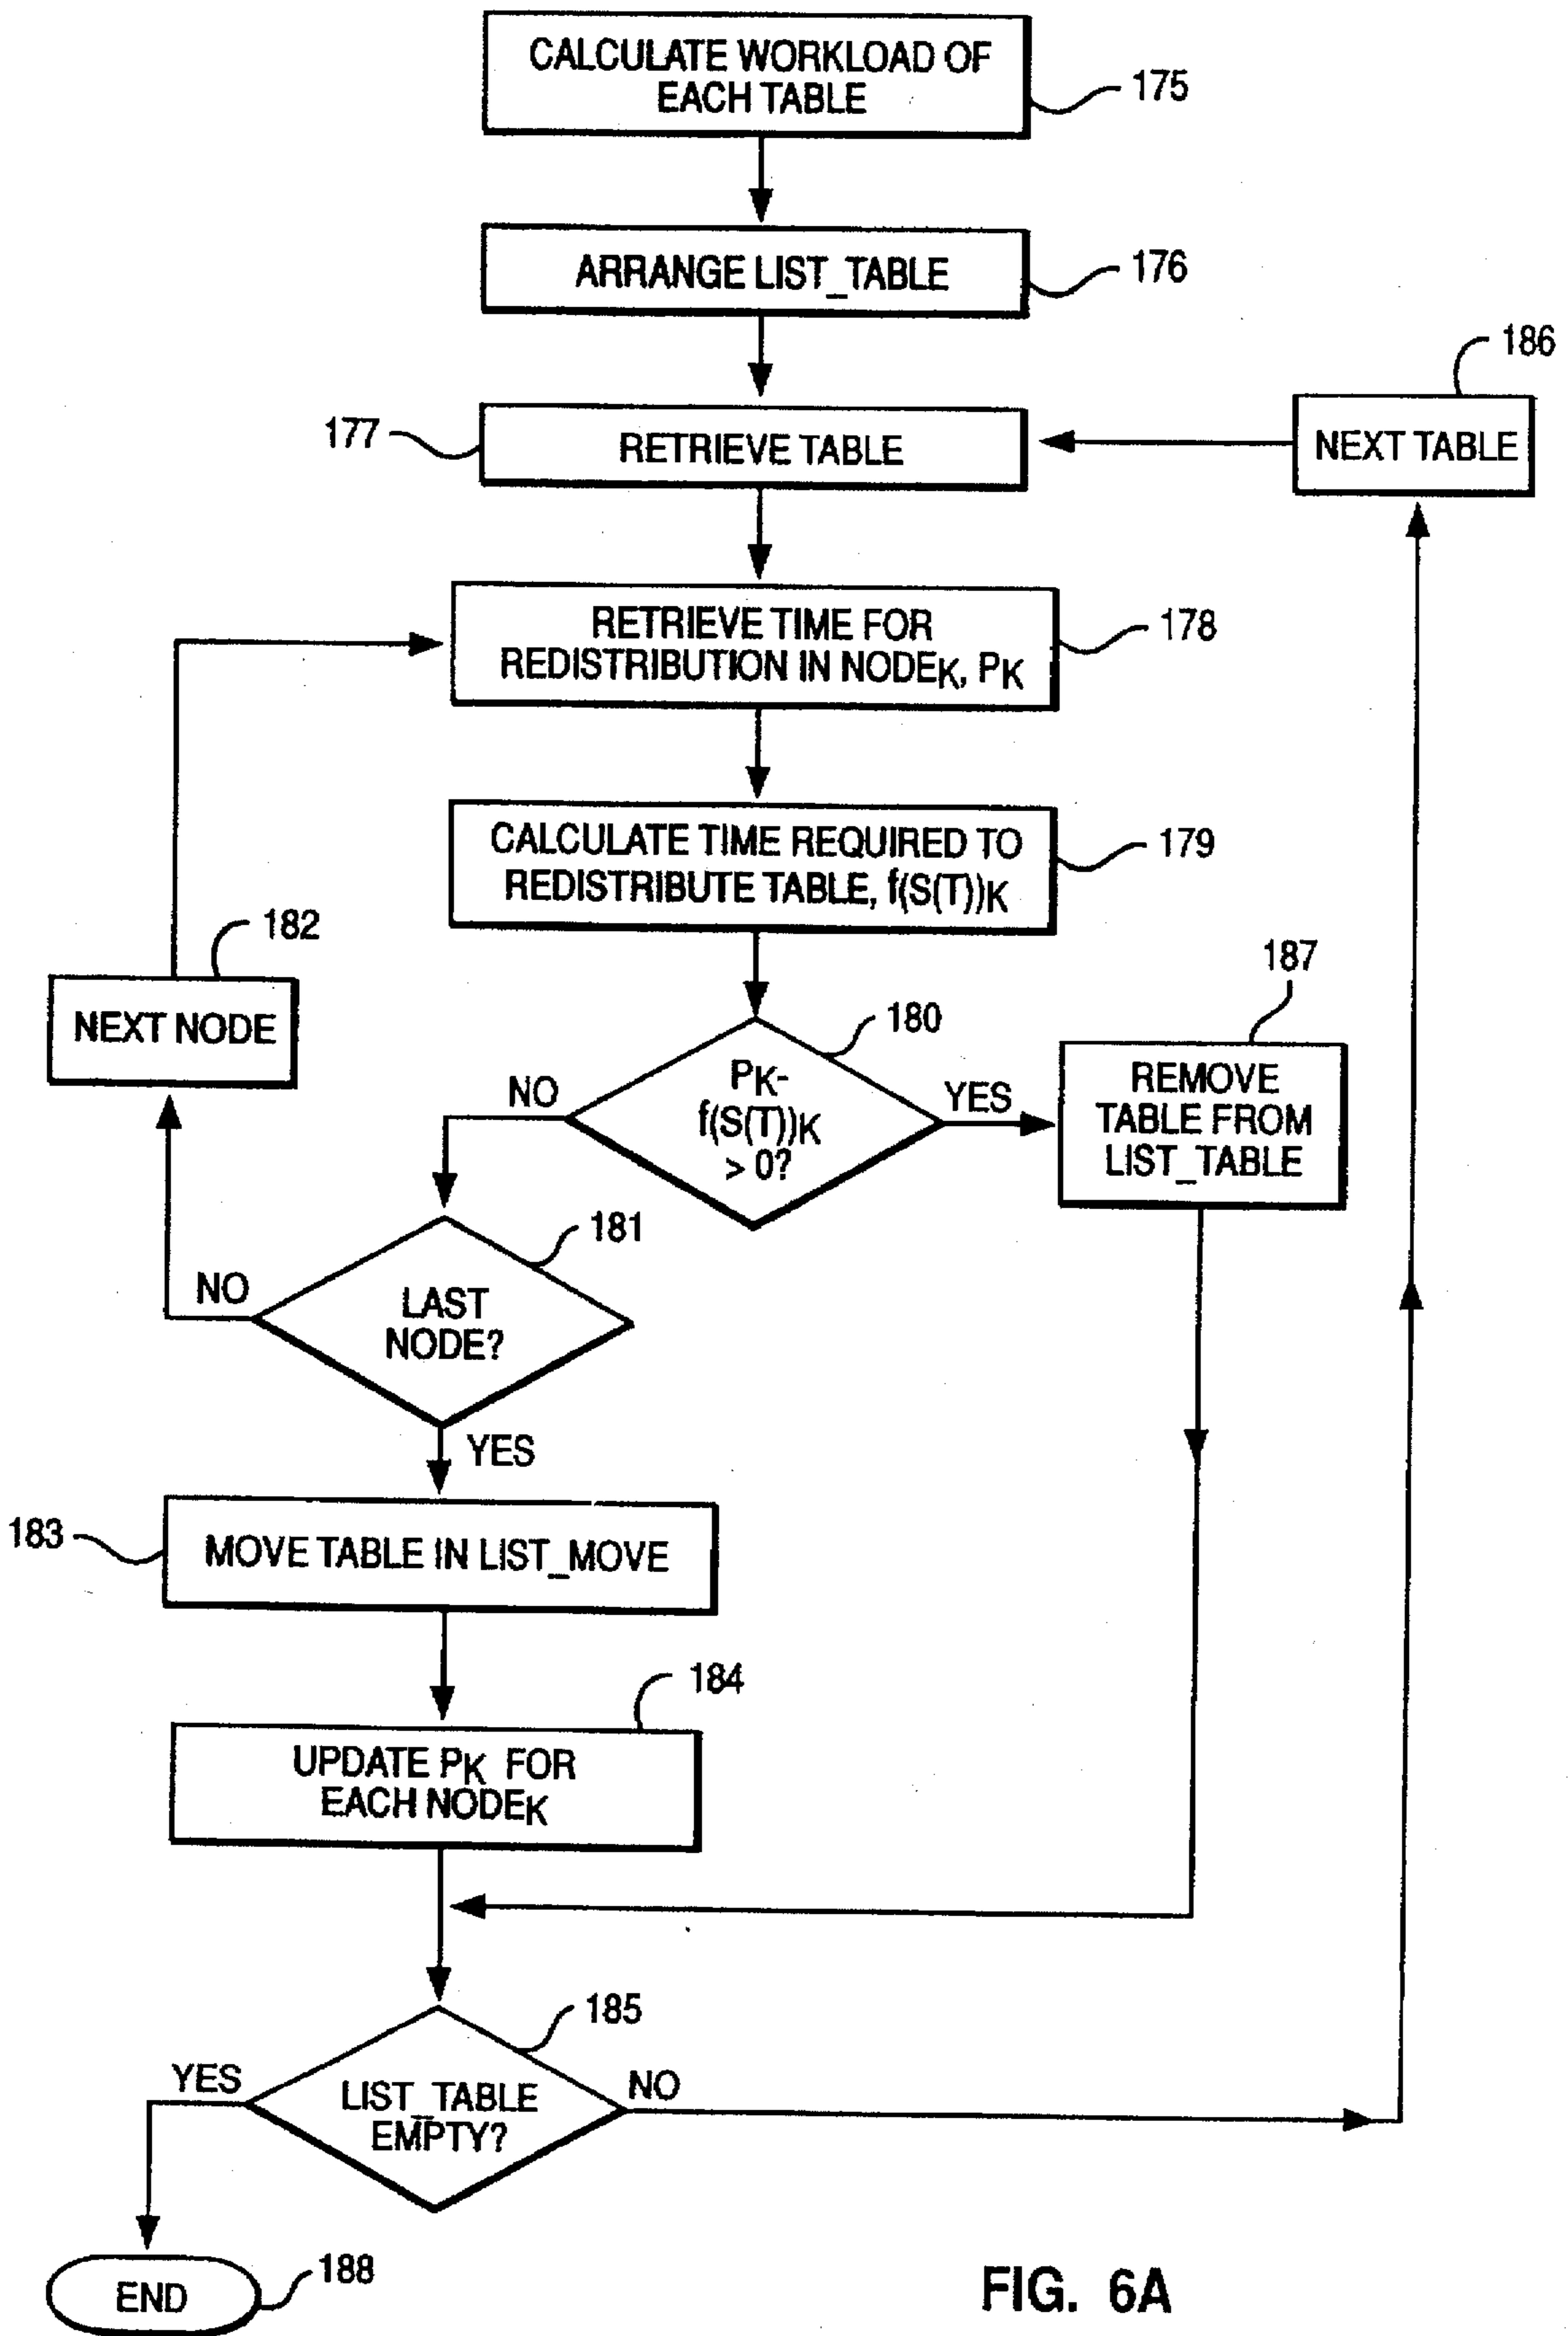 CALCULATE WORKLOAD OF
EACH TABLE
175
ARRANGE LIST_TABLE
176
186
177
RETRIEVE TABLE
NEXT TABLE
RETRIEVE TIME FOR
REDISTRIBUTION IN NODEK, PK
178
CALCULATE TIME REQUIRED TO
REDISTRIBUTE TABLE, f(S(T))K
179
182
NEXT NODE
187
180
PK-
f(S(T))K
> 0?
NO
YES
REMOVE
TABLE FROM
LIST_TABLE
181
LAST
NODE?
NO
YES
183
MOVE TABLE IN LIST_MOVE
184
UPDATE PK FOR
EACH NODEK
185
LIST_TABLE
EMPTY?
YES
NO
END
188
FIG. 6A